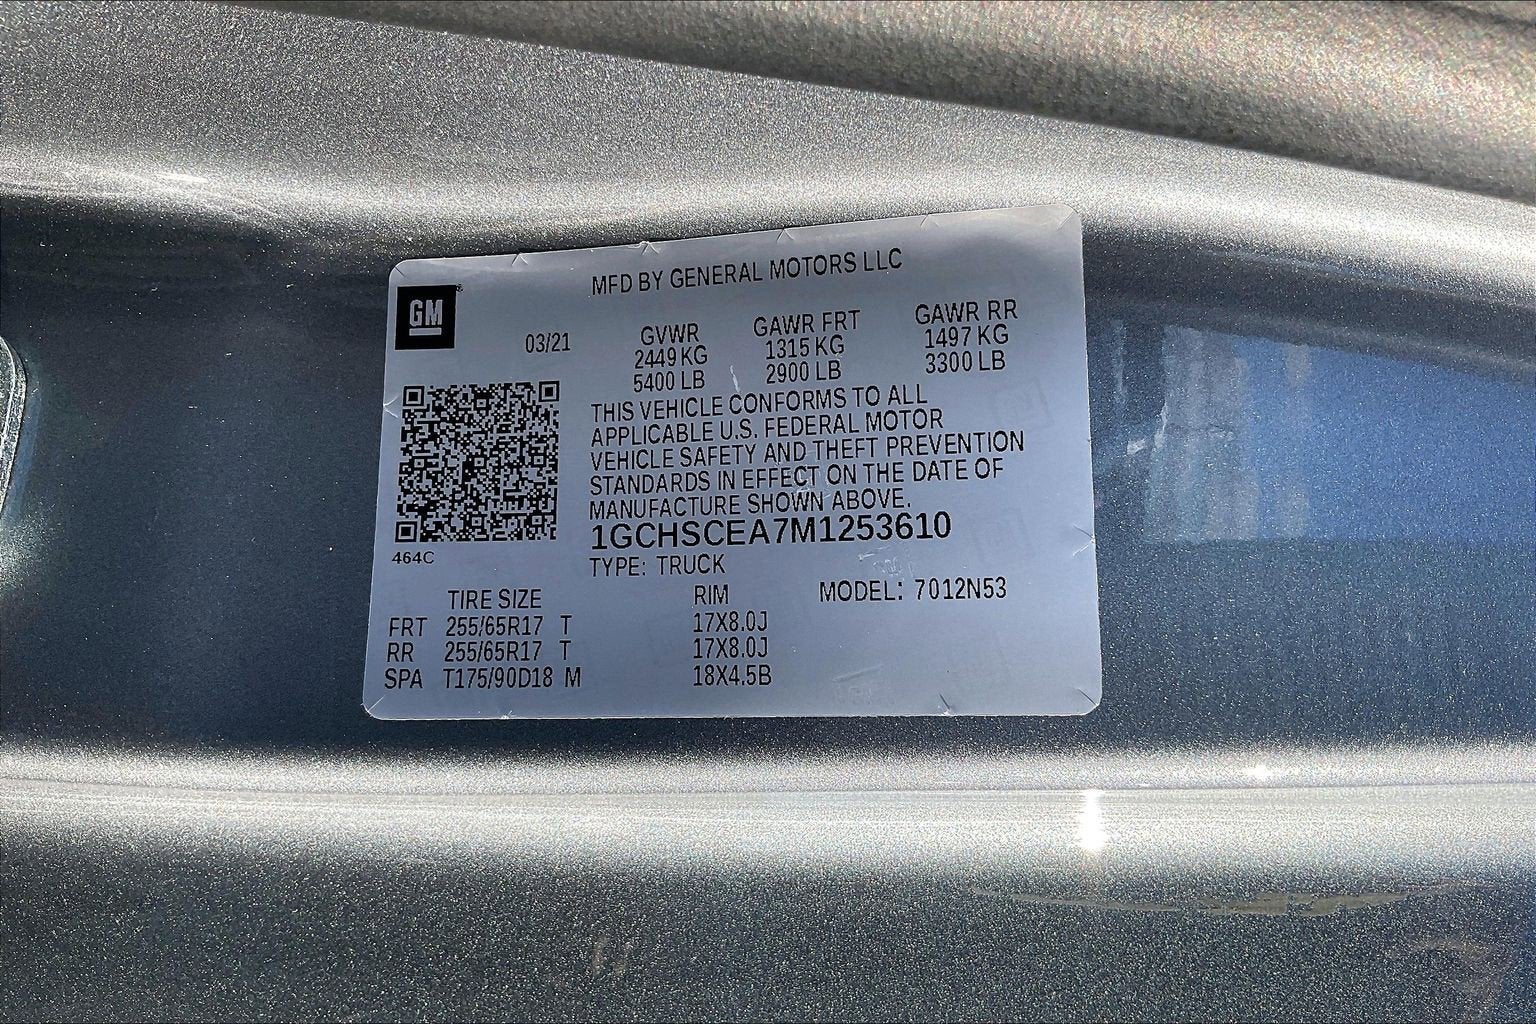 MFD BY GENERAL MOTORS LLC
GM
03/21
GVWR GAWR FRT GAWR RR
2449 KG 1315 KG 1497 KG
5400 LB 2900 LB 3300 LB
THIS VEHICLE CONFORMS TO ALL
APPLICABLE U.S. FEDERAL MOTOR
VEHICLE SAFETY AND THEFT PREVENTION
STANDARDS IN EFFECT ON THE DATE OF
MANUFACTURE SHOWN ABOVE.
1GCHSCEA7M1253610
464C
TYPE: TRUCK
TIRE SIZE RIM MODEL: 7012N53
FRT 255/65R17 T 17X8.0J
RR 255/65R17 T 17X8.0J
SPA T175/90D18 M 18X4.5B